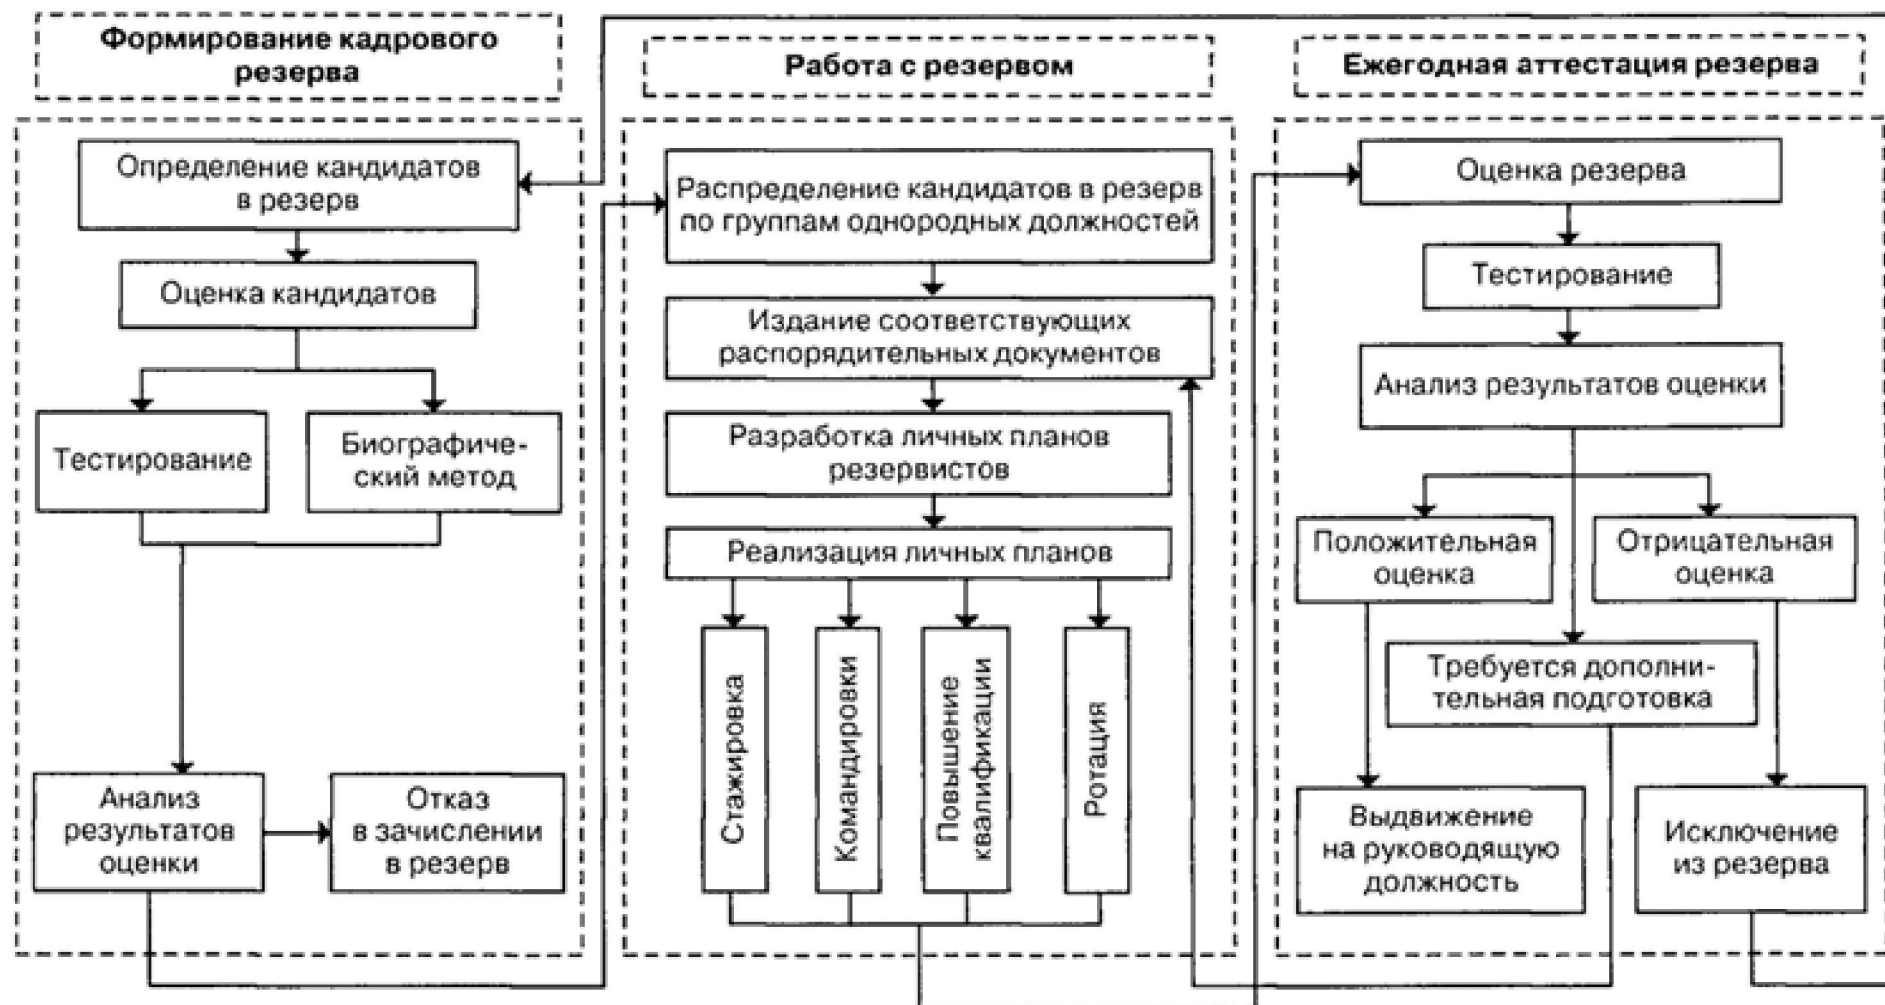 Формирование кадрового
резерва
Определение кандидатов
в резерв
Оценка кандидатов
Тестирование
Биографиче-
ский метод
Анализ
результатов
оценки
Отказ
в зачислении
в резерв
Работа с резервом
Распределение кандидатов в резерв
по группам однородных должностей
Издание соответствующих
распорядительных документов
Разработка личных планов
резервистов
Реализация личных планов
Стажировка
Командировки
Повышение
квалификации
Ротация
Ежегодная аттестация резерва
Оценка резерва
Тестирование
Анализ результатов оценки
Положительная
оценка
Отрицательная
оценка
Требуется дополни-
тельная подготовка
Выдвижение
на руководящую
должность
Исключение
из резерва